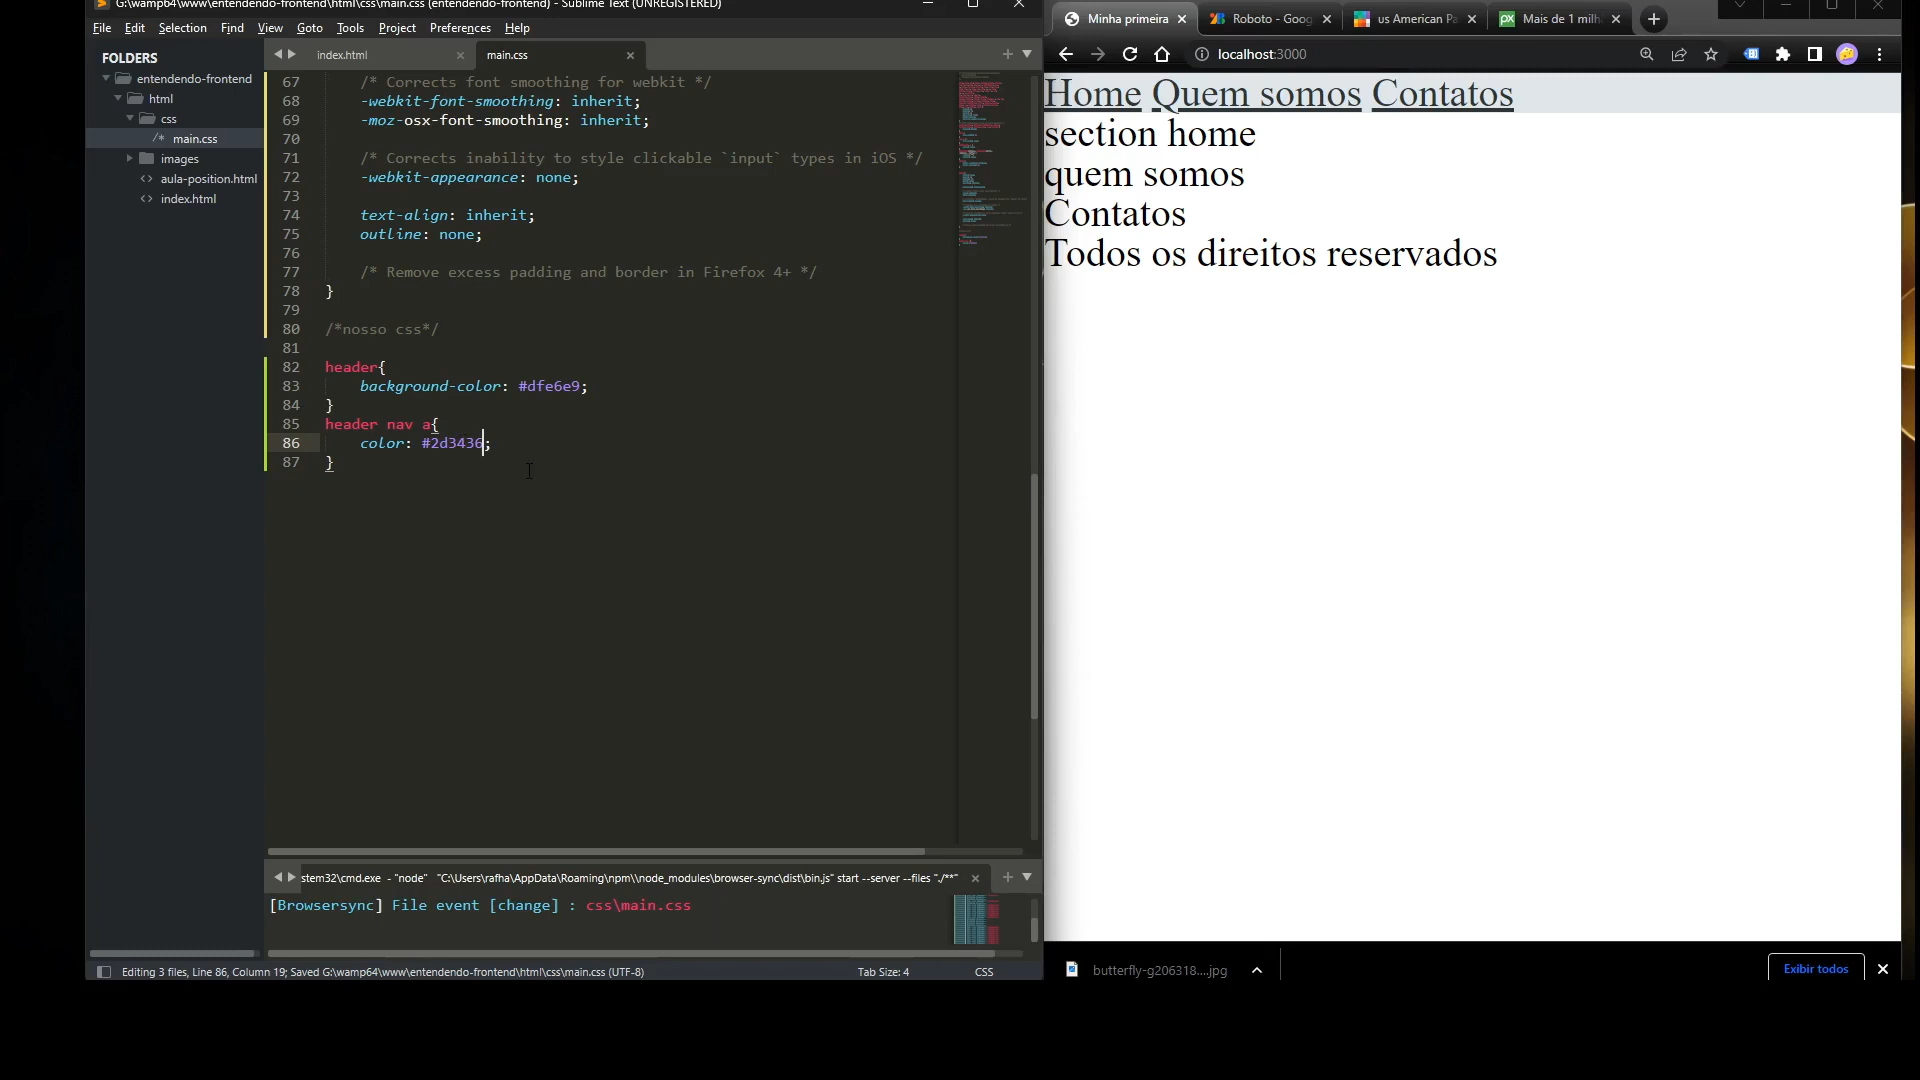 G:\wamp64\www\entendendo-frontend\html\css\main.css (entendendo-frontend) - Sublime Text (UNREGISTERED)
File Edit Selection Find View Goto Tools Project Preferences Help
FOLDERS
entendendo-frontend
html
css
/* main.css
images
<> aula-position.html
<> index.html
index.html
main.css
67 /* Corrects font smoothing for webkit */
68 -webkit-font-smoothing: inherit;
69 -moz-osx-font-smoothing: inherit;
70
71 /* Corrects inability to style clickable `input` types in iOS */
72 -webkit-appearance: none;
73
74 text-align: inherit;
75 outline: none;
76
77 /* Remove excess padding and border in Firefox 4+ */
78 }
79
80 /*nosso css*/
81
82 header{
83 background-color: #dfe6e9;
84 }
85 header nav a{
86 color: #2d3436;
87 }
stem32\cmd.exe - "node" "C:\Users\rafha\AppData\Roaming\npm\\node_modules\browser-sync\dist\bin.js" start --server --files "./**"
[Browsersync] File event [change] : css\main.css
Editing 3 files, Line 86, Column 19; Saved G:\wamp64\www\entendendo-frontend\html\css\main.css (UTF-8)
Tab Size: 4
CSS
Minha primeira
Roboto - Goog
us American Pa
Mais de 1 milh
localhost:3000
Home Quem somos Contatos
section home
quem somos
Contatos
Todos os direitos reservados
butterfly-g206318....jpg
Exibir todos